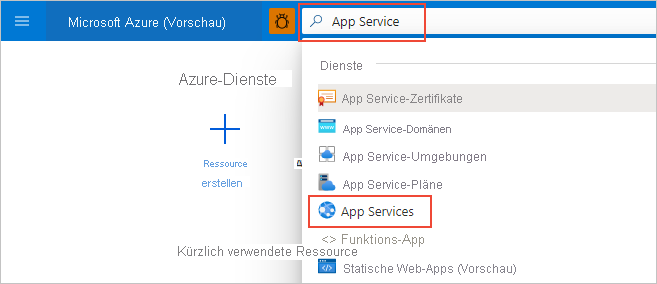 Microsoft Azure (Vorschau)
App Service
Azure-Dienste
Ressource
erstellen
Kürzlich verwendete Ressource
Dienste
App Service-Zertifikate
App Service-Domänen
App Service-Umgebungen
App Service-Pläne
App Services
<> Funktions-App
Statische Web-Apps (Vorschau)